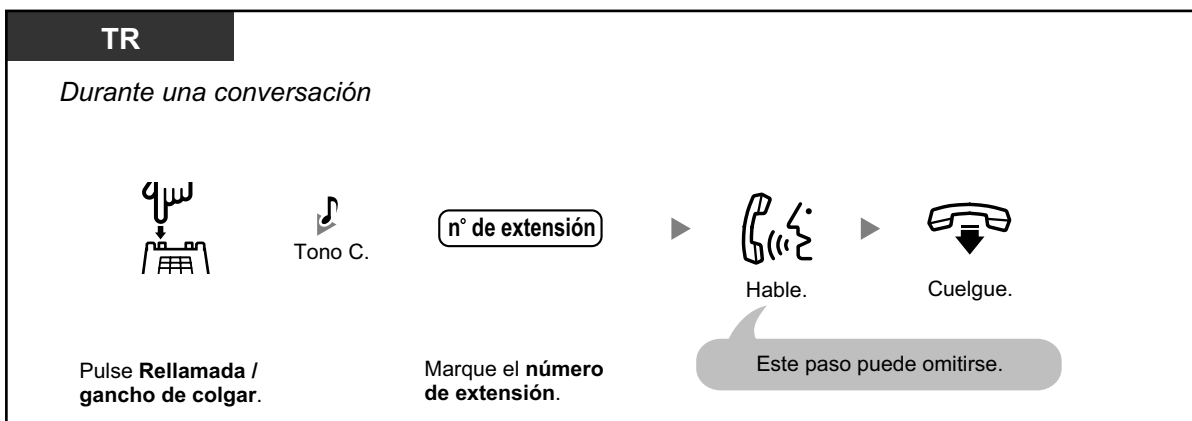 TR
Durante una conversación
Tono C.
n° de extensión
Hable.
Cuelgue.
Este paso puede omitirse.
Pulse Rellamada /
gancho de colgar.
Marque el número
de extensión.